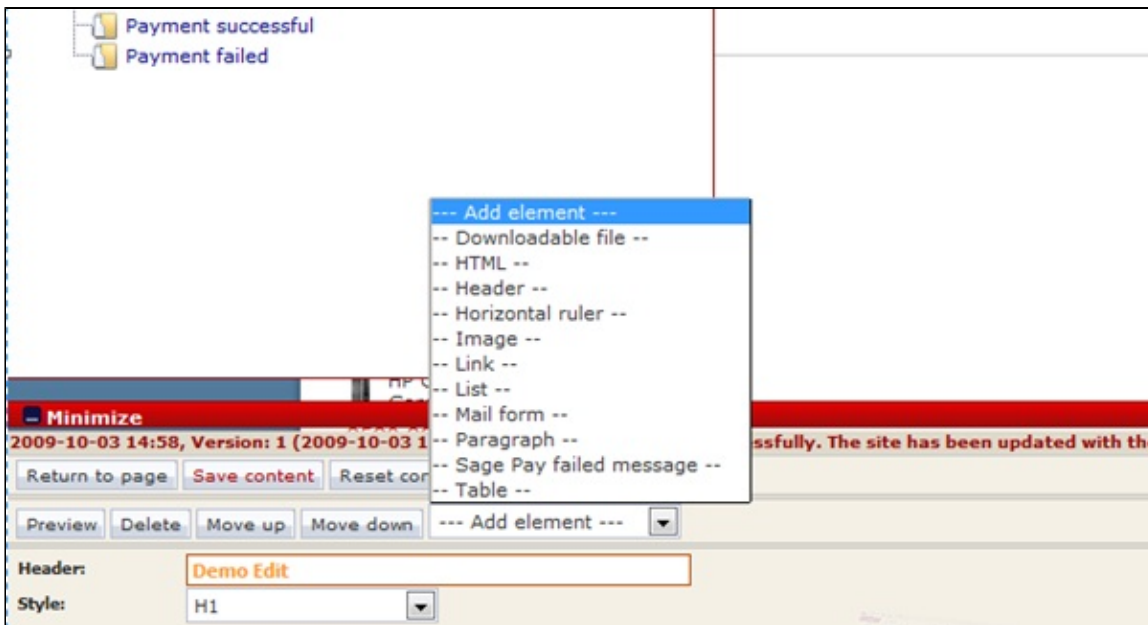 Payment successful
Payment failed
--- Add element ---
-- Downloadable file --
-- HTML --
-- Header --
-- Horizontal ruler --
-- Image --
-- Link --
-- List --
-- Mail form --
-- Paragraph --
-- Sage Pay failed message --
-- Table --
HP
Minimize
2009-10-03 14:58, Version: 1 (2009-10-03 1 ssfully. The site has been updated with th
Return to page Save content Reset cor
Preview Delete Move up Move down --- Add element ---
Header: Demo Edit
Style: H1